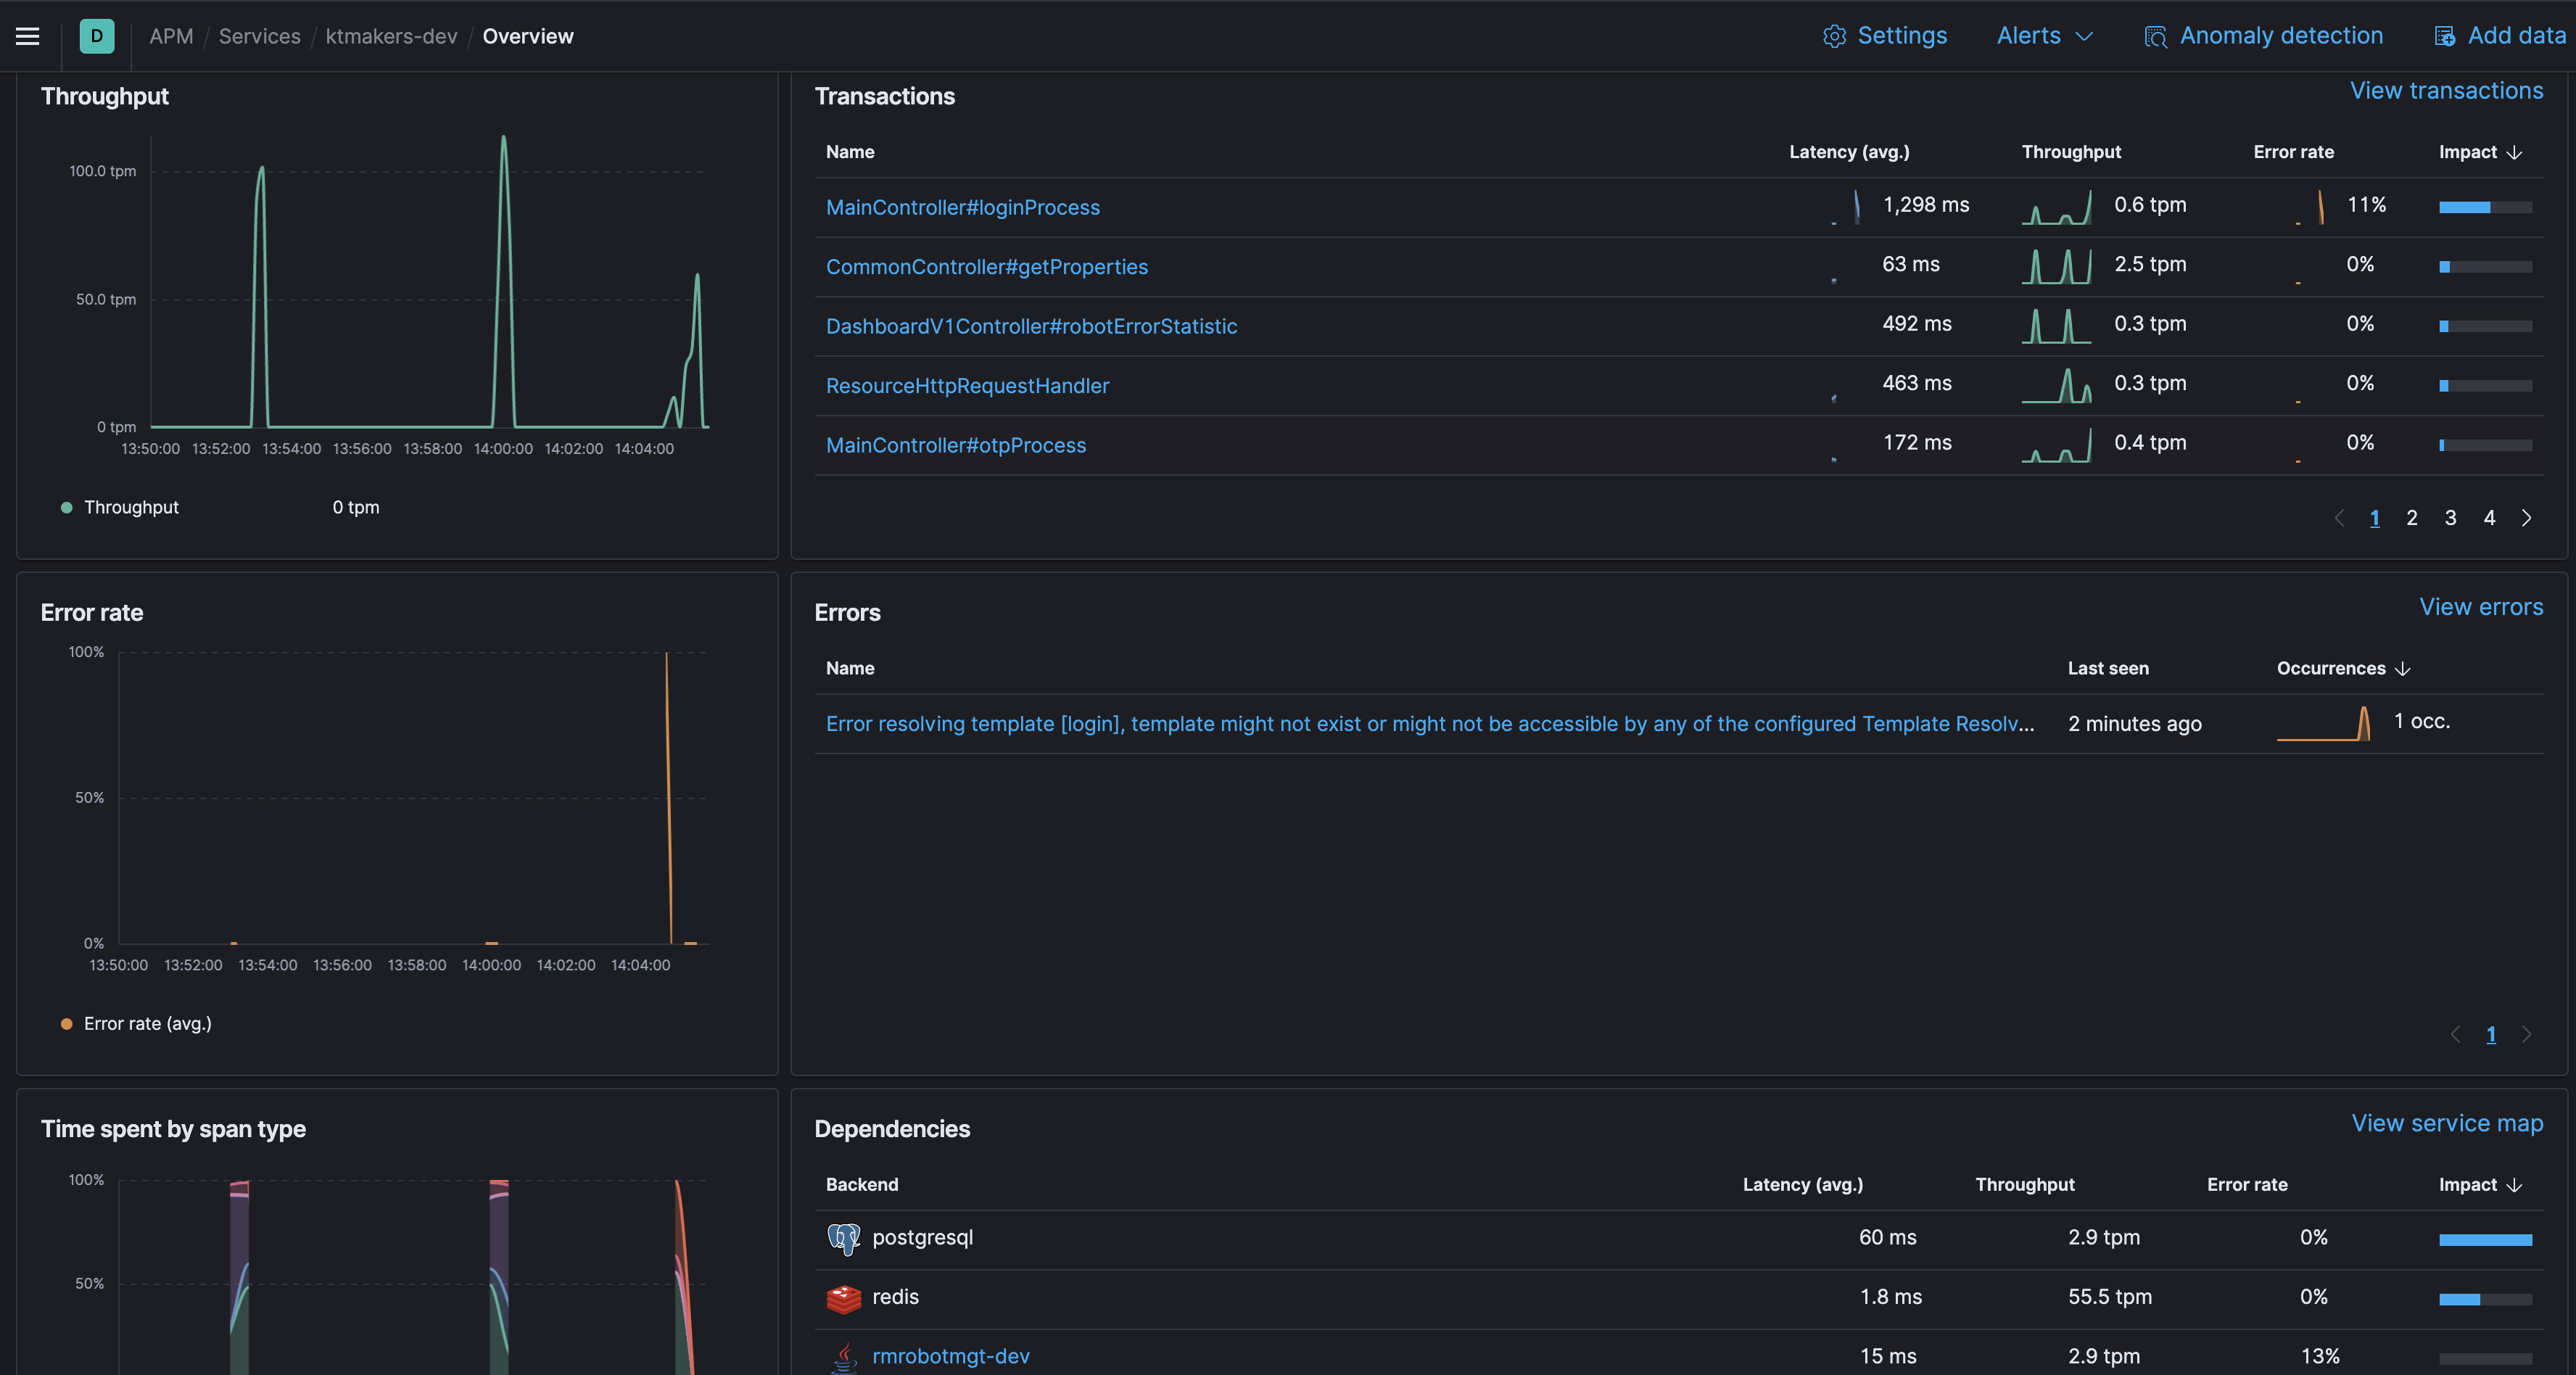 D APM / Services / ktmakers-dev / Overview Settings Alerts Anomaly detection Add data
Throughput
100.0 tpm
50.0 tpm
0 tpm
13:50:00 13:52:00 13:54:00 13:56:00 13:58:00 14:00:00 14:02:00 14:04:00
Throughput 0 tpm
Transactions View transactions
Name Latency (avg.) Throughput Error rate Impact
MainController#loginProcess 1,298 ms 0.6 tpm 11%
CommonController#getProperties 63 ms 2.5 tpm 0%
DashboardV1Controller#robotErrorStatistic 492 ms 0.3 tpm 0%
ResourceHttpRequestHandler 463 ms 0.3 tpm 0%
MainController#otpProcess 172 ms 0.4 tpm 0%
1 2 3 4
Error rate
100%
50%
0%
13:50:00 13:52:00 13:54:00 13:56:00 13:58:00 14:00:00 14:02:00 14:04:00
Error rate (avg.)
Errors View errors
Name Last seen Occurrences
Error resolving template [login], template might not exist or might not be accessible by any of the configured Template Resolv... 2 minutes ago 1 occ.
1
Time spent by span type
100%
50%
Dependencies View service map
Backend Latency (avg.) Throughput Error rate Impact
postgresql 60 ms 2.9 tpm 0%
redis 1.8 ms 55.5 tpm 0%
rmrobotmgt-dev 15 ms 2.9 tpm 13%